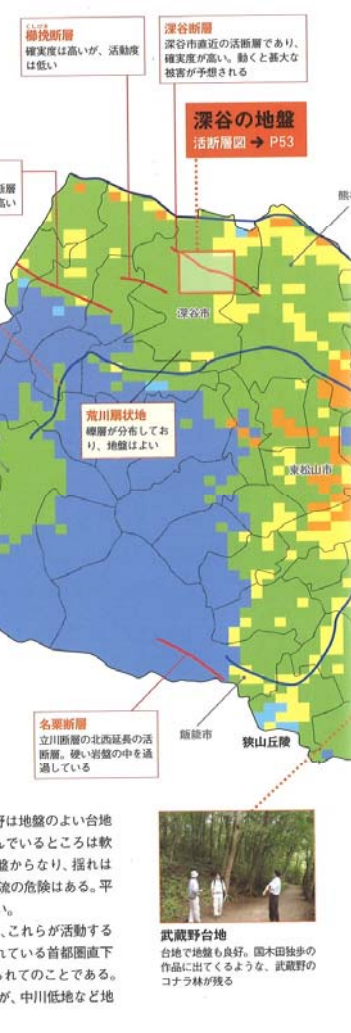 くしびき
櫛挽断層
確実度は高いが、活動度
は低い
深谷断層
深谷市直近の活断層であり、
確実度が高い。動くと甚大な
被害が予想される
深谷の地盤
活断層図 → P53
断層
高い
熊
深谷市
荒川扇状地
礫層が分布してお
り、地盤はよい
東松山市
名栗断層
立川断層の北西延長の活
断層。硬い岩盤の中を通
過している
飯能市
狭山丘陵
野は地盤のよい台地
んでいるところは軟
盤からなり、揺れは
流の危険はある。平
い。
、これらが活動する
れている首都圏直下
られてのことである。
が、中川低地など地
武蔵野台地
台地で地盤も良好。国木田独歩の
作品に出てくるような、武蔵野の
コナラ林が残る